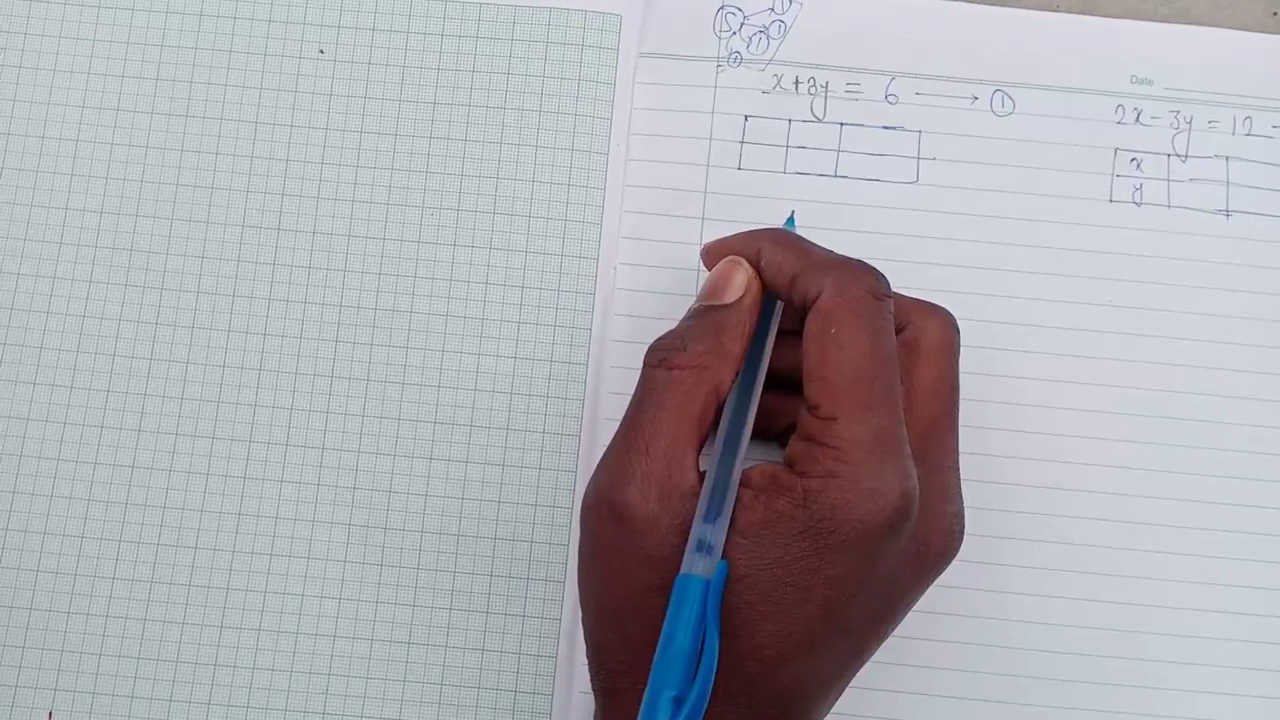 Date
x+3y = 6 ⟶ ①
2x-3y = 12 -
x
y